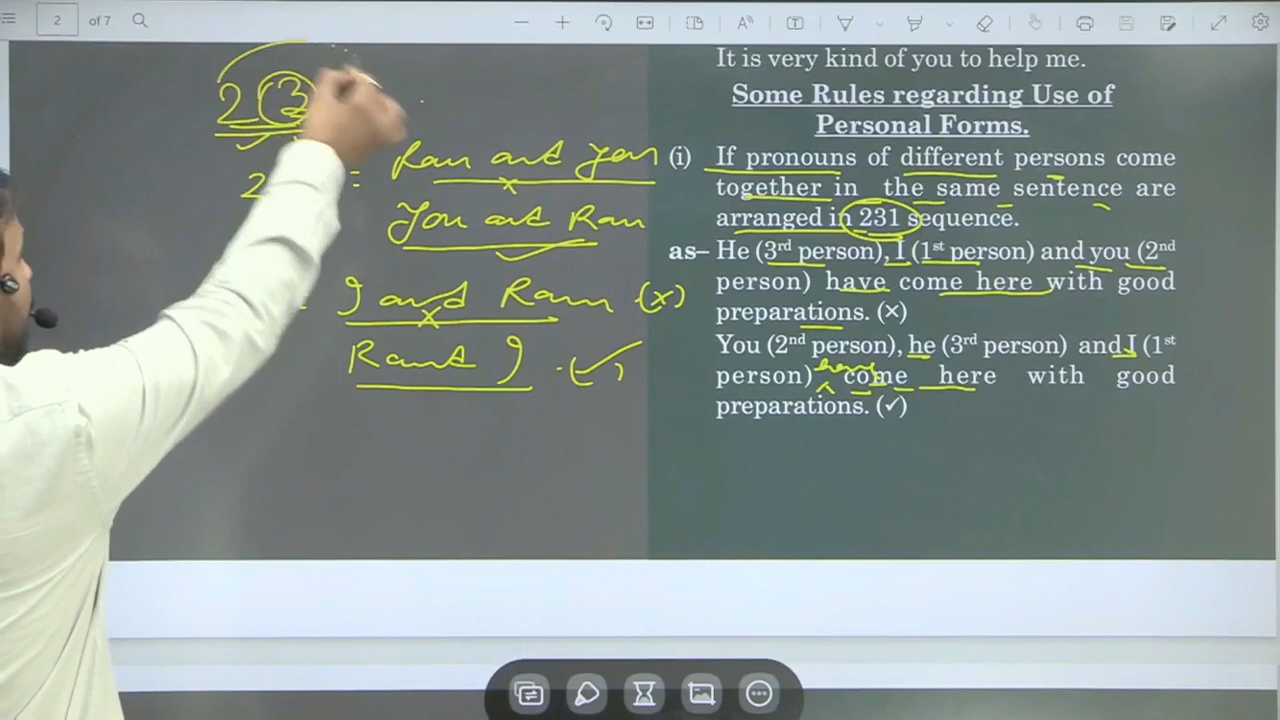 2 of 7
It is very kind of you to help me.
Some Rules regarding Use of
Personal Forms.
(i) If pronouns of different persons come
together in the same sentence are
arranged in 231 sequence.
as– He (3rd person), I (1st person) and you (2nd
person) have come here with good
preparations. (×)
You (2nd person), he (3rd person) and I (1st
person) have come here with good
preparations. (✓)
2 3
2 = Ram and you
×
You and Ram
I and Ram (×)
×
Ram & I (✓)